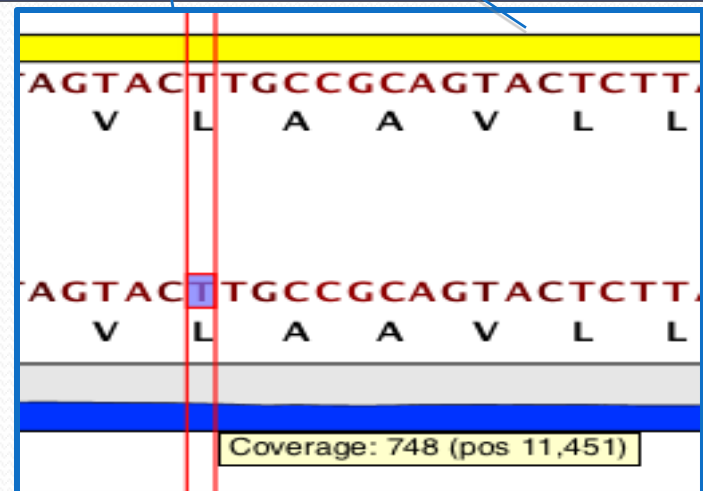 TAGTACTTGCCGCAGTACTCTTA
V L A A V L L
TAGTACTTGCCGCAGTACTCTTA
V L A A V L L
Coverage: 748 (pos 11,451)